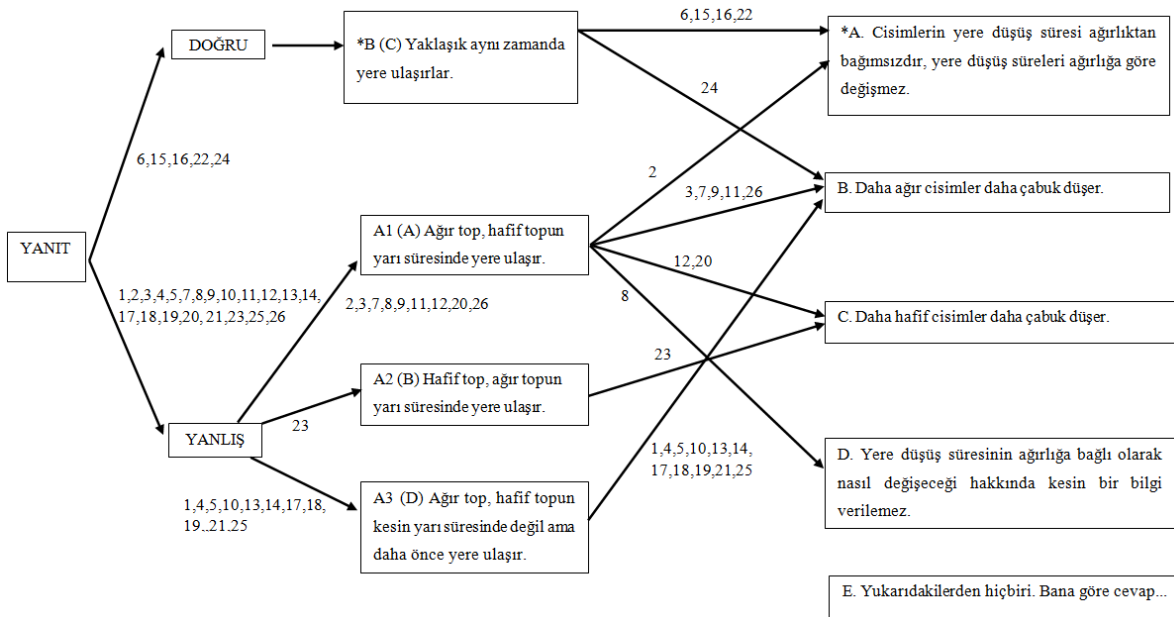 YANIT
DOĞRU
6,15,16,22,24
1,2,3,4,5,7,8,9,10,11,12,13,14,
17,18,19,20, 21,23,25,26
YANLIŞ
*B (C) Yaklaşık aynı zamanda
yere ulaşırlar.
A1 (A) Ağır top, hafif topun
yarı süresinde yere ulaşır.
2,3,7,8,9,11,12,20,26
A2 (B) Hafif top, ağır topun
yarı süresinde yere ulaşır.
23
A3 (D) Ağır top, hafif topun
kesin yarı süresinde değil ama
daha önce yere ulaşır.
1,4,5,10,13,14,17,18,
19..21.25
6,15,16,22
24
2
3,7,9,11,26
12,20
8
23
1,4,5,10,13,14,
17,18,19,21,25
*A. Cisimlerin yere düşüş süresi ağırlıktan
bağımsızdır, yere düşüş süreleri ağırlığa göre
değişmez.
B. Daha ağır cisimler daha çabuk düşer.
C. Daha hafif cisimler daha çabuk düşer.
D. Yere düşüş süresinin ağırlığa bağlı olarak
nasıl değişeceği hakkında kesin bir bilgi
verilemez.
E. Yukarıdakilerden hiçbiri. Bana göre cevap...